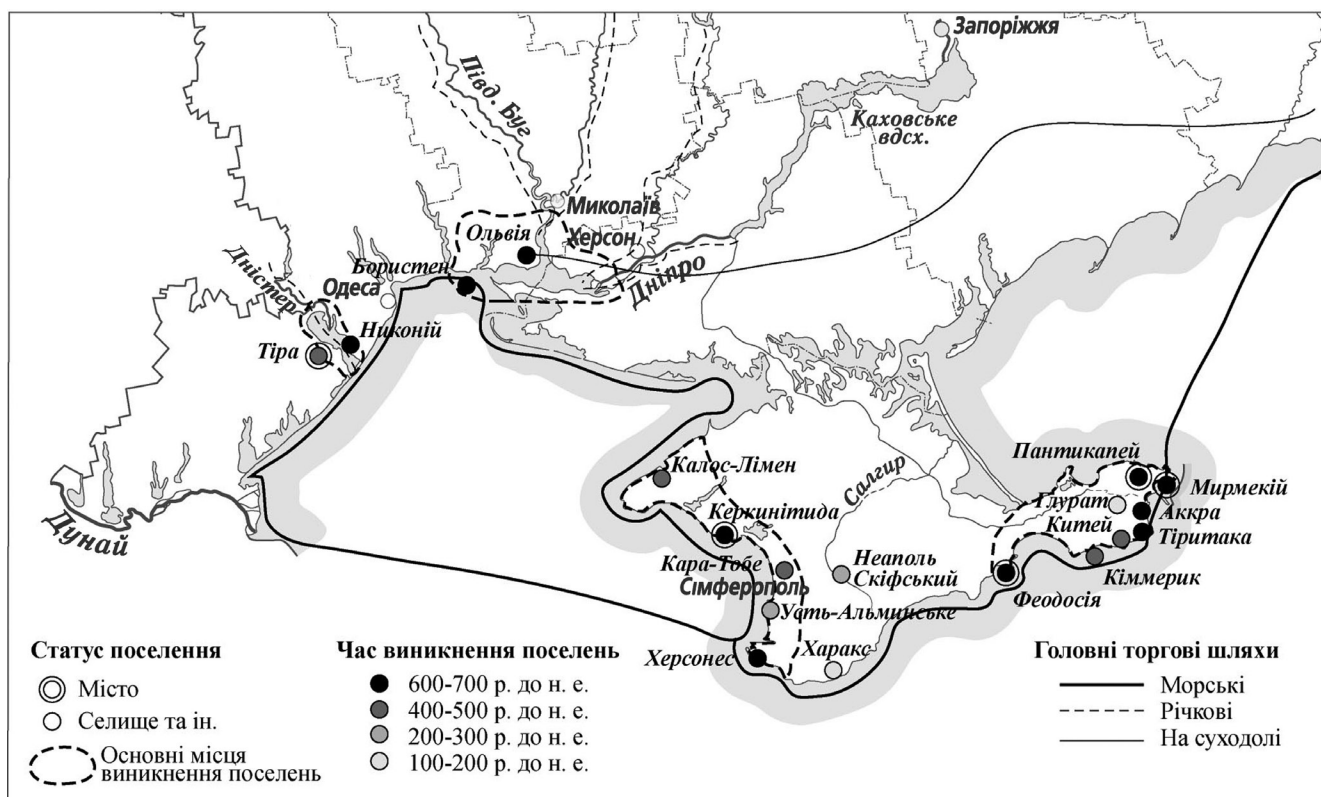 Запоріжжя
Півд. Буг
Каховське
вдсх.
Миколаїв
Ольвія
Херсон
Дністер
Бористен
Одеса
Дніпро
Никоній
Тіра
Дунай
Калос-Лімен
Салгир
Пантикапей
Мирмекій
Глурат
Аккра
Керкинітида
Китей
Тіритака
Кара-Тобе
Неаполь
Скіфський
Кіммерик
Сімферополь
Феодосія
Усть-Альминське
Херсонес
Харакс
Статус поселення
Місто
Селище та ін.
Основні місця
виникнення поселень
Час виникнення поселень
600-700 р. до н. е.
400-500 р. до н. е.
200-300 р. до н. е.
100-200 р. до н. е.
Головні торгові шляхи
Морські
Річкові
На суходолі